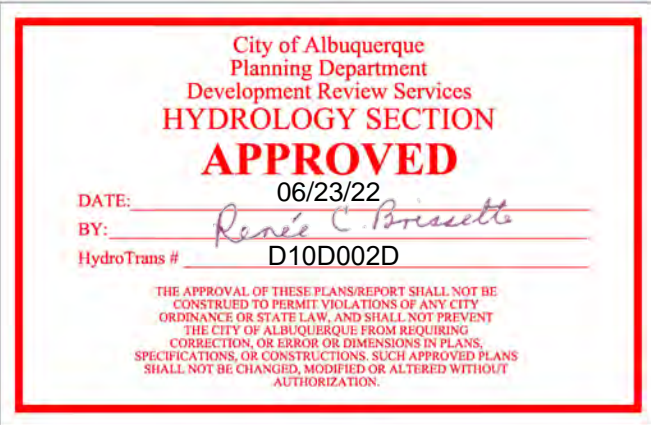 City of Albuquerque
Planning Department
Development Review Services
HYDROLOGY SECTION
APPROVED
DATE: 06/23/22
BY: Renée C. Brissette
HydroTrans # D10D002D
THE APPROVAL OF THESE PLANS/REPORT SHALL NOT BE
CONSTRUED TO PERMIT VIOLATIONS OF ANY CITY
ORDINANCE OR STATE LAW, AND SHALL NOT PREVENT
THE CITY OF ALBUQUERQUE FROM REQUIRING
CORRECTION, OR ERROR OR DIMENSIONS IN PLANS,
SPECIFICATIONS, OR CONSTRUCTIONS. SUCH APPROVED PLANS
SHALL NOT BE CHANGED, MODIFIED OR ALTERED WITHOUT
AUTHORIZATION.